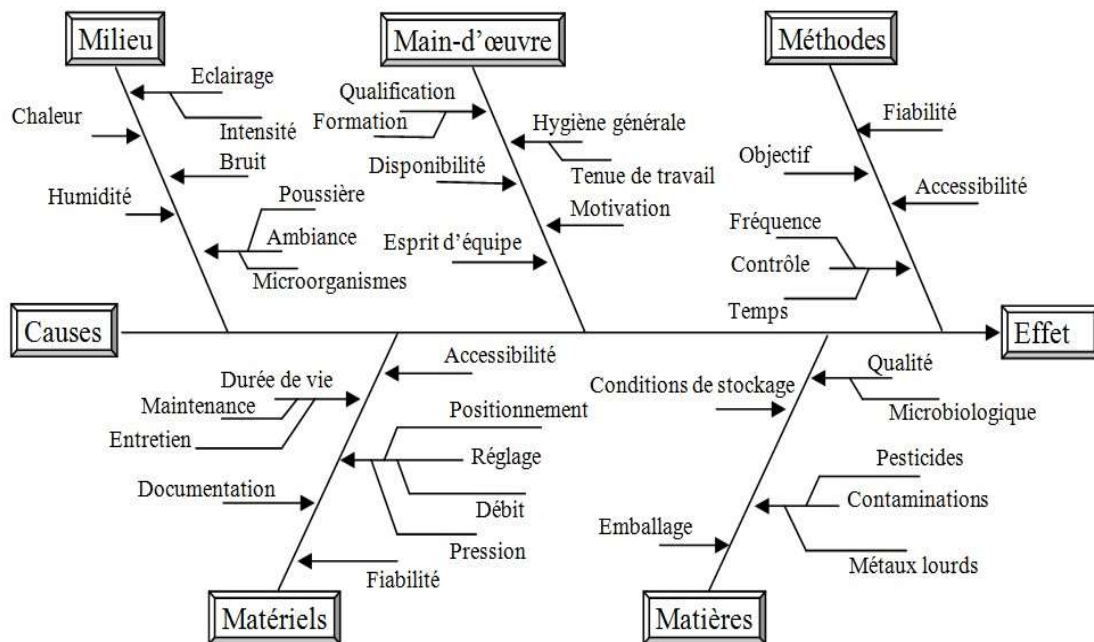 Milieu
Main-d'œuvre
Méthodes
Eclairage
Chaleur
Intensité
Bruit
Humidité
Poussière
Ambiance
Microorganismes
Qualification
Formation
Hygiène générale
Disponibilité
Tenue de travail
Motivation
Esprit d'équipe
Fiabilité
Objectif
Accessibilité
Fréquence
Contrôle
Temps
Causes
Effet
Accessibilité
Durée de vie
Maintenance
Entretien
Positionnement
Réglage
Documentation
Débit
Pression
Fiabilité
Matériels
Qualité
Conditions de stockage
Microbiologique
Pesticides
Contaminations
Emballage
Métaux lourds
Matières